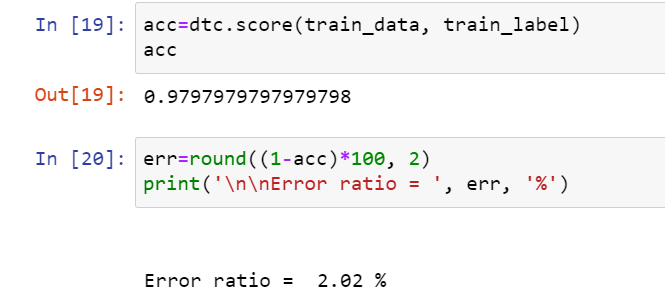 In [19]: acc=dtc.score(train_data, train_label)
acc
Out[19]: 0.9797979797979798
In [20]: err=round((1-acc)*100, 2)
print('\n\nError ratio = ', err, '%')
Error ratio =  2.02 %